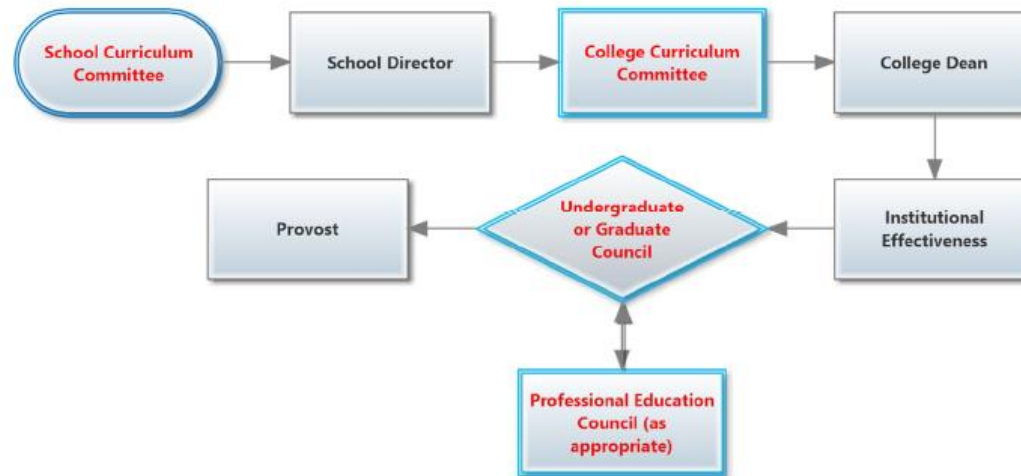 School Curriculum
Committee
School Director
College Curriculum
Committee
College Dean
Provost
Undergraduate
or Graduate
Council
Institutional
Effectiveness
Professional Education
Council (as
appropriate)